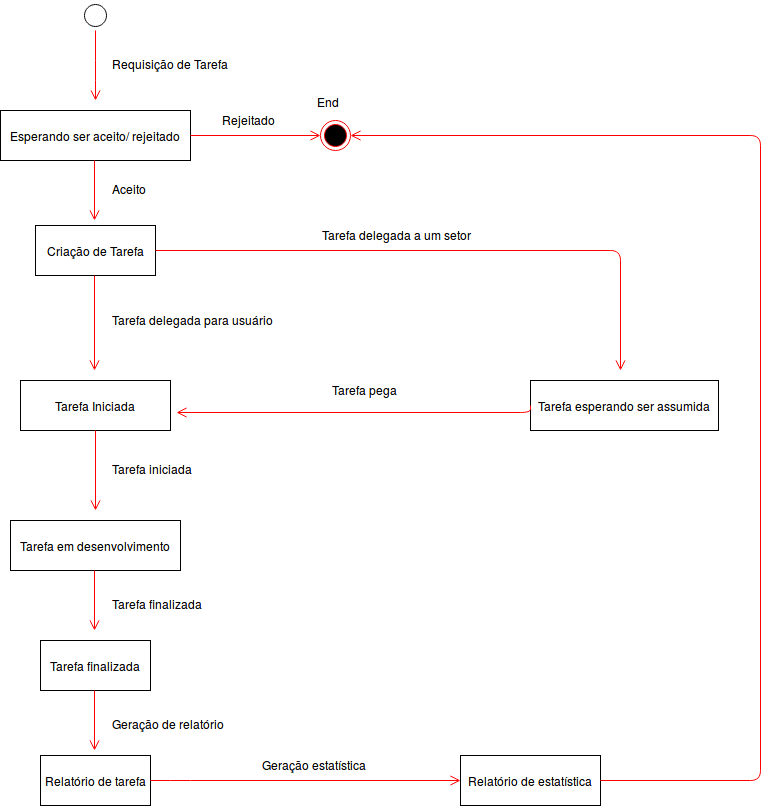 Requisição de Tarefa
End
Rejeitado
Esperando ser aceito/ rejeitado
Aceito
Tarefa delegada a um setor
Criação de Tarefa
Tarefa delegada para usuário
Tarefa pega
Tarefa Iniciada
Tarefa esperando ser assumida
Tarefa iniciada
Tarefa em desenvolvimento
Tarefa finalizada
Tarefa finalizada
Geração de relatório
Geração estatística
Relatório de tarefa
Relatório de estatística